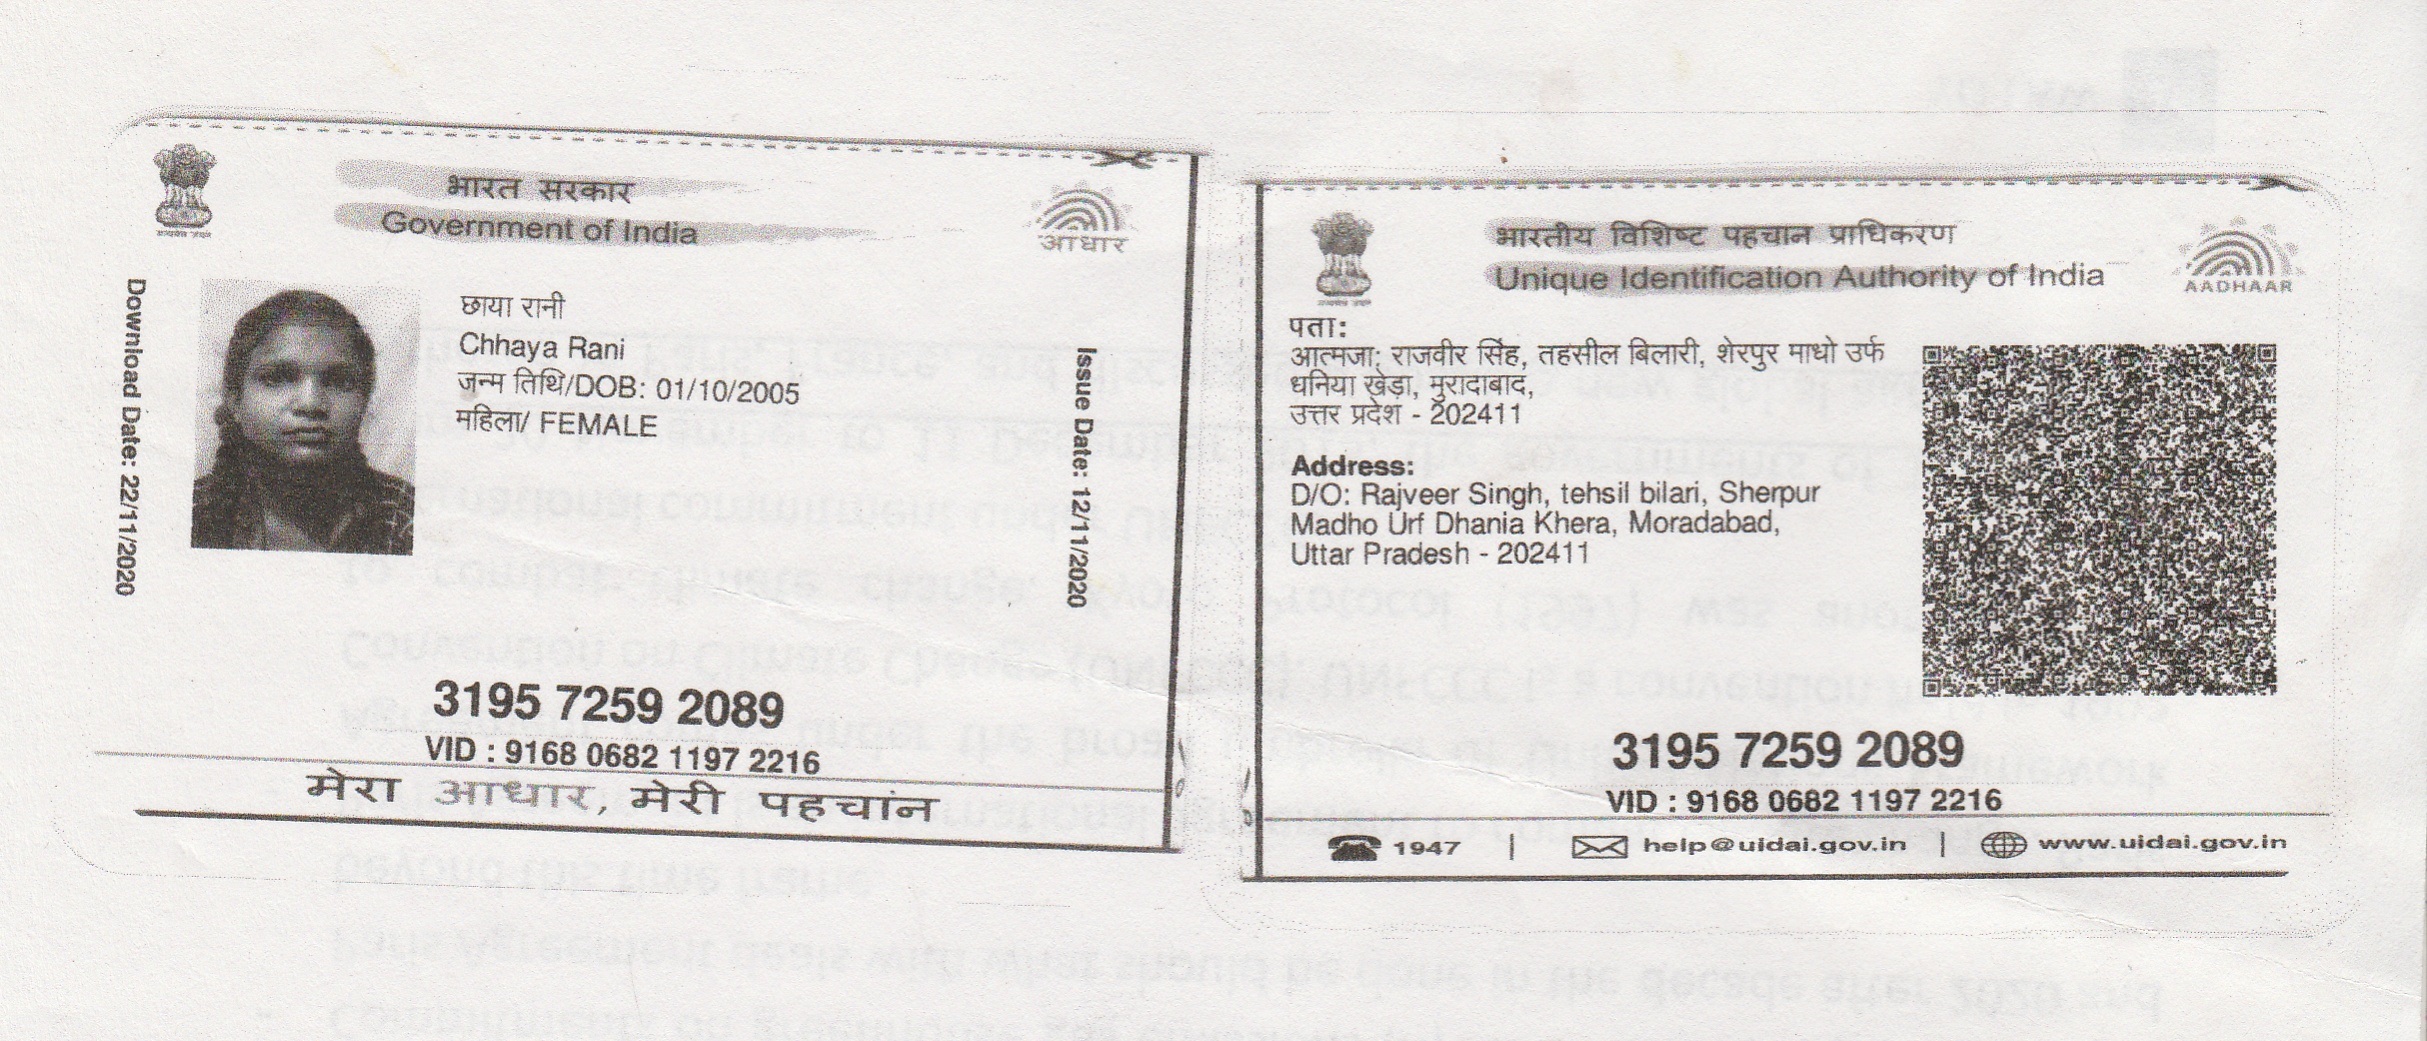 भारत सरकार
Government of India
आधार
Download Date: 22/11/2020
छाया रानी
Chhaya Rani
जन्म तिथि/DOB: 01/10/2005
महिला/ FEMALE
Issue Date: 12/11/2020
3195 7259 2089
VID : 9168 0682 1197 2216
मेरा आधार, मेरी पहचान
भारतीय विशिष्ट पहचान प्राधिकरण
Unique Identification Authority of India
AADHAAR
पता:
आत्मजा: राजवीर सिंह, तहसील बिलारी, शेरपुर माधो उर्फ
धनिया खेड़ा, मुरादाबाद,
उत्तर प्रदेश - 202411
Address:
D/O: Rajveer Singh, tehsil bilari, Sherpur
Madho Urf Dhania Khera, Moradabad,
Uttar Pradesh - 202411
3195 7259 2089
VID : 9168 0682 1197 2216
1947 | help@uidai.gov.in | www.uidai.gov.in